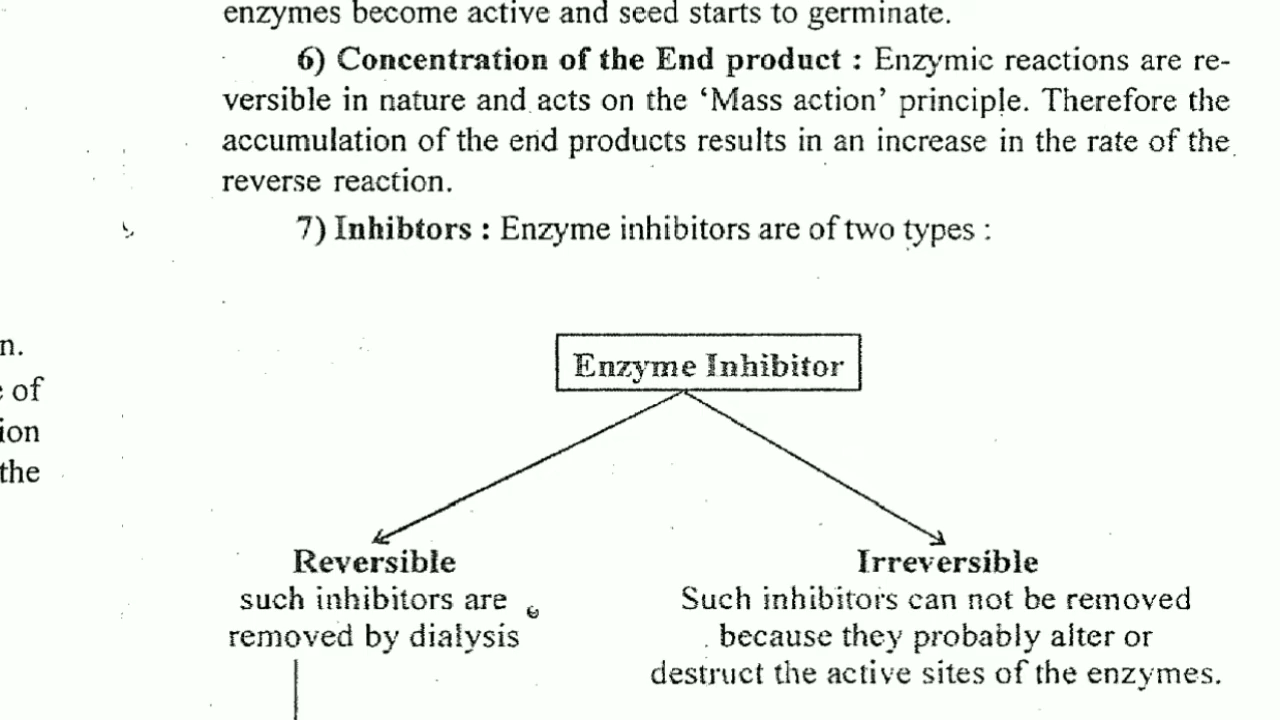 enzymes become active and seed starts to germinate.
6) Concentration of the End product : Enzymic reactions are re-
versible in nature and acts on the ‘Mass action’ principle. Therefore the
accumulation of the end products results in an increase in the rate of the
reverse reaction.
7) Inhibtors : Enzyme inhibitors are of two types :
n.
of
ion
the
Enzyme Inhibitor
Reversible
such inhibitors are
removed by dialysis
Irreversible
Such inhibitors can not be removed
because they probably alter or
destruct the active sites of the enzymes.